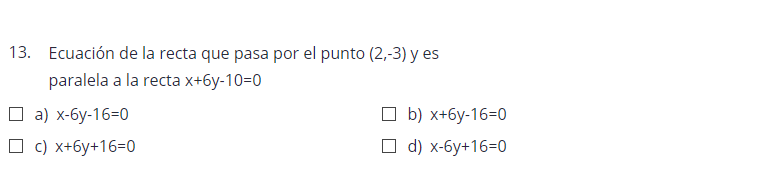 13. Ecuación de la recta que pasa por el punto (2,-3) y es
paralela a la recta x+6y-10=0
☐ a) x-6y-16=0 ☐ b) x+6y-16=0
☐ c) x+6y+16=0 ☐ d) x-6y+16=0